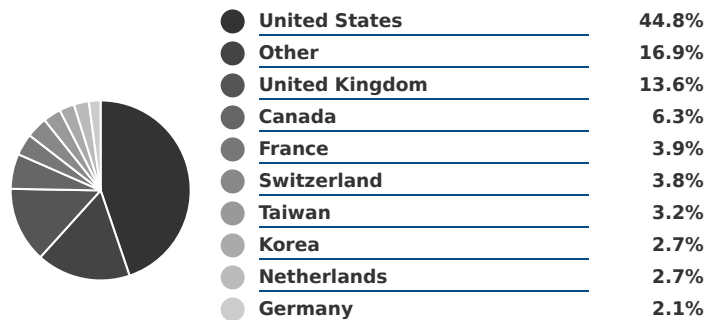 United States 44.8%
Other 16.9%
United Kingdom 13.6%
Canada 6.3%
France 3.9%
Switzerland 3.8%
Taiwan 3.2%
Korea 2.7%
Netherlands 2.7%
Germany 2.1%